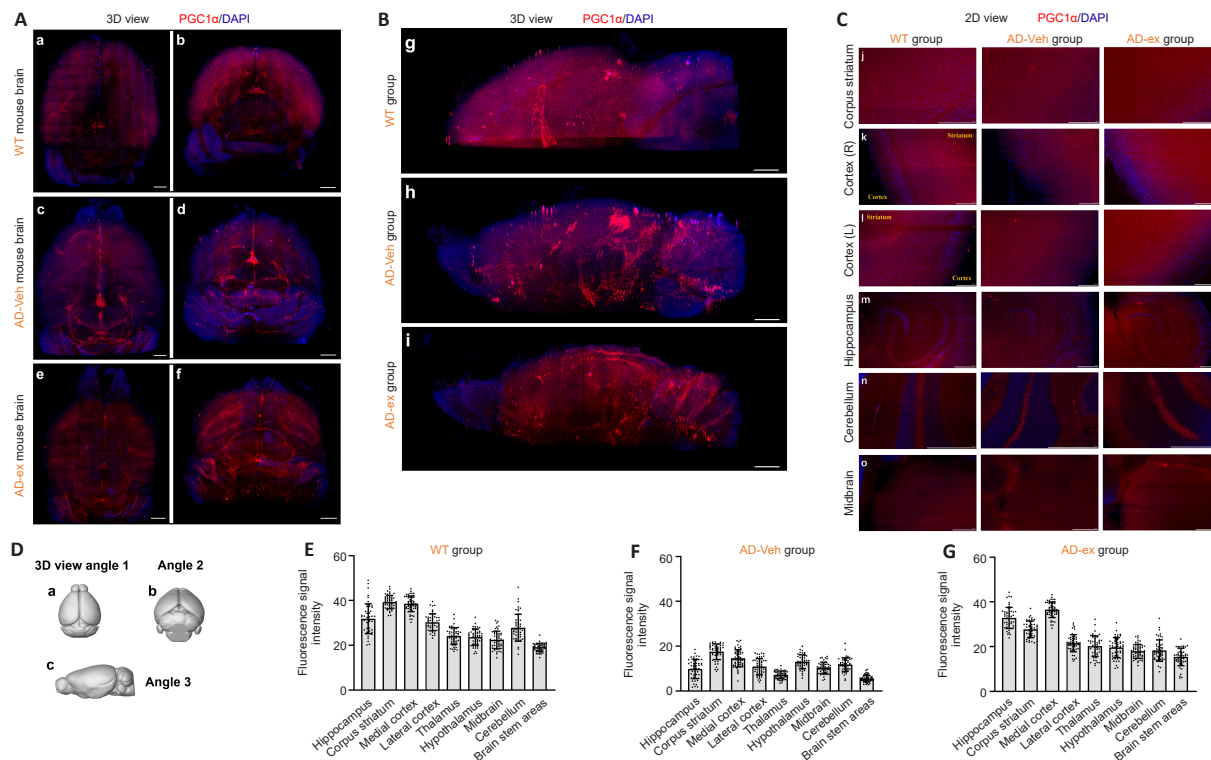 A
3D view PGC1α/DAPI
WT mouse brain
a
b
AD-Veh mouse brain
c
d
AD-ex mouse brain
e
f
B
3D view PGC1α/DAPI
WT group
g
AD-Veh group
h
AD-ex group
i
C
2D view PGC1α/DAPI
WT group AD-Veh group AD-ex group
Corpus striatum
j
Cortex (R)
k
Striatum
Cortex
Cortex (L)
l
Striatum
Cortex
Hippocampus
m
Cerebellum
n
Midbrain
o
D
3D view angle 1 Angle 2
a
b
c
Angle 3
E
WT group
Fluorescence signal
intensity
60
40
20
0
Hippocampus
Corpus striatum
Medial cortex
Lateral cortex
Thalamus
Hypothalamus
Midbrain
Cerebellum
Brain stem areas
F
AD-Veh group
Fluorescence signal
intensity
60
40
20
0
Hippocampus
Corpus striatum
Medial cortex
Lateral cortex
Thalamus
Hypothalamus
Midbrain
Cerebellum
Brain stem areas
G
AD-ex group
Fluorescence signal
intensity
60
40
20
0
Hippocampus
Corpus striatum
Medial cortex
Lateral cortex
Thalamus
Hypothalamus
Midbrain
Cerebellum
Brain stem areas